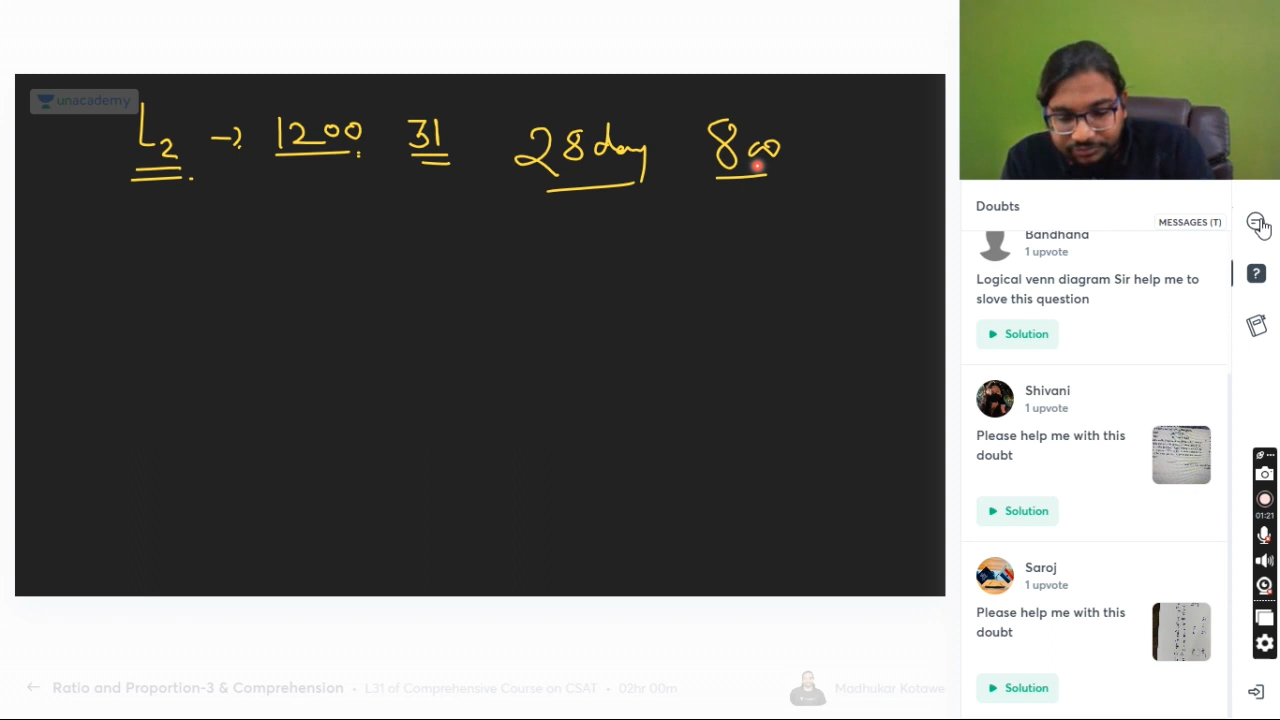 unacademy
L2 → 1200 31 28 day 800
Doubts
MESSAGES (T)
Bandhana
1 upvote
Logical venn diagram Sir help me to
slove this question
Solution
Shivani
1 upvote
Please help me with this
doubt
Solution
01:21
Saroj
1 upvote
Please help me with this
doubt
Solution
Ratio and Proportion-3 & Comprehension • L31 of Comprehensive Course on CSAT • 02hr 00m
Madhukar Kotawe